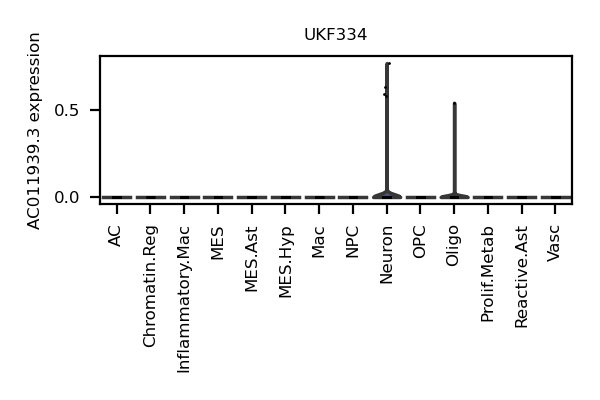 UKF334
AC011939.3 expression
0.5
0.0
AC
Chromatin.Reg
Inflammatory.Mac
MES
MES.Ast
MES.Hyp
Mac
NPC
Neuron
OPC
Oligo
Prolif.Metab
Reactive.Ast
Vasc